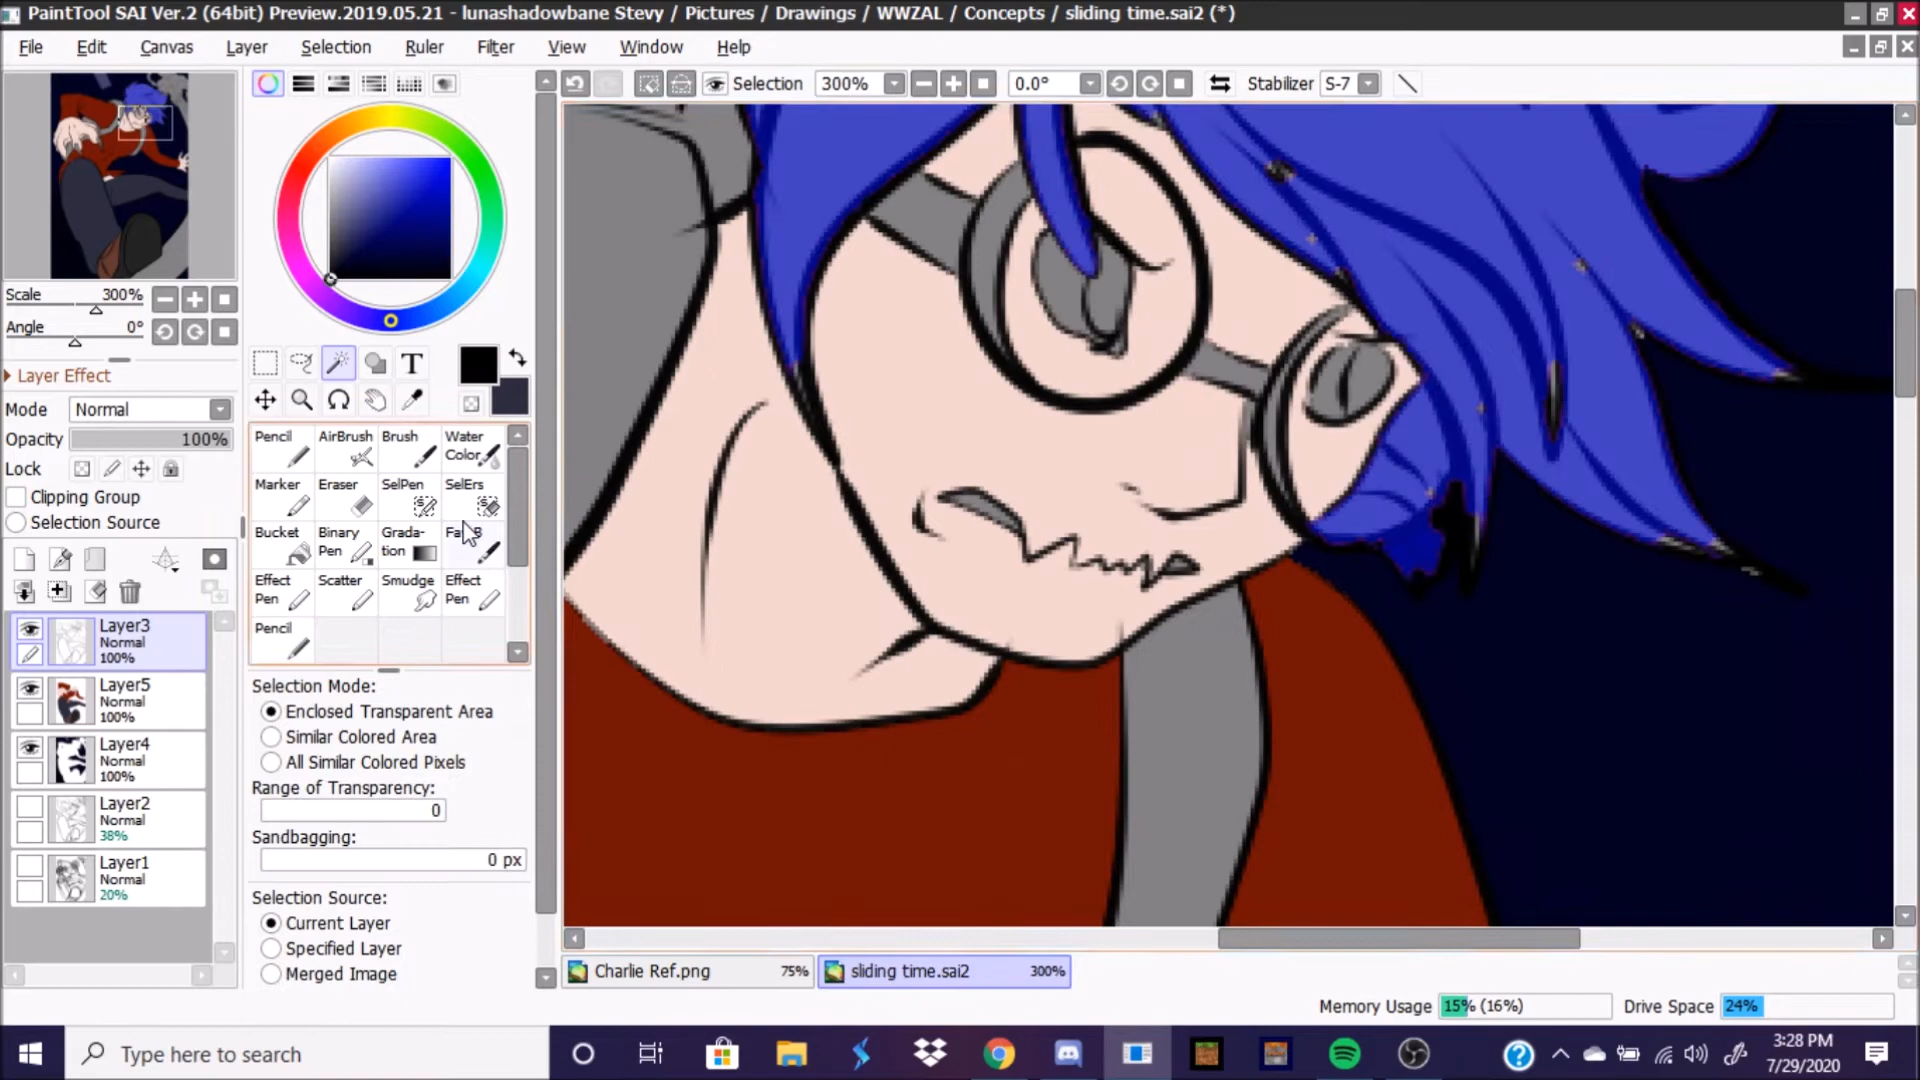 PaintTool SAI Ver.2 (64bit) Preview.2019.05.21 - lunashadowbane Stevy / Pictures / Drawings / WWZAL / Concepts / sliding time.sai2 (*)
File Edit Canvas Layer Selection Ruler Filter View Window Help
Selection 300% 0.0° Stabilizer S-7
Scale 300%
Angle 0°
Layer Effect
Mode Normal
Opacity 100%
Lock
Clipping Group
Selection Source
T
Pencil AirBrush Brush Water Color
Marker Eraser SelPen SelErs
Bucket Binary Pen Grada-tion
Effect Pen Scatter Smudge Effect Pen
Pencil
Layer3
Normal
100%
Layer5
Normal
100%
Layer4
Normal
100%
Layer2
Normal
38%
Layer1
Normal
20%
Selection Mode:
Enclosed Transparent Area
Similar Colored Area
All Similar Colored Pixels
Range of Transparency:
0
Sandbagging:
0 px
Selection Source:
Current Layer
Specified Layer
Merged Image
Charlie Ref.png 75% sliding time.sai2 300%
Memory Usage 15% (16%) Drive Space 24%
Type here to search
3:28 PM
7/29/2020